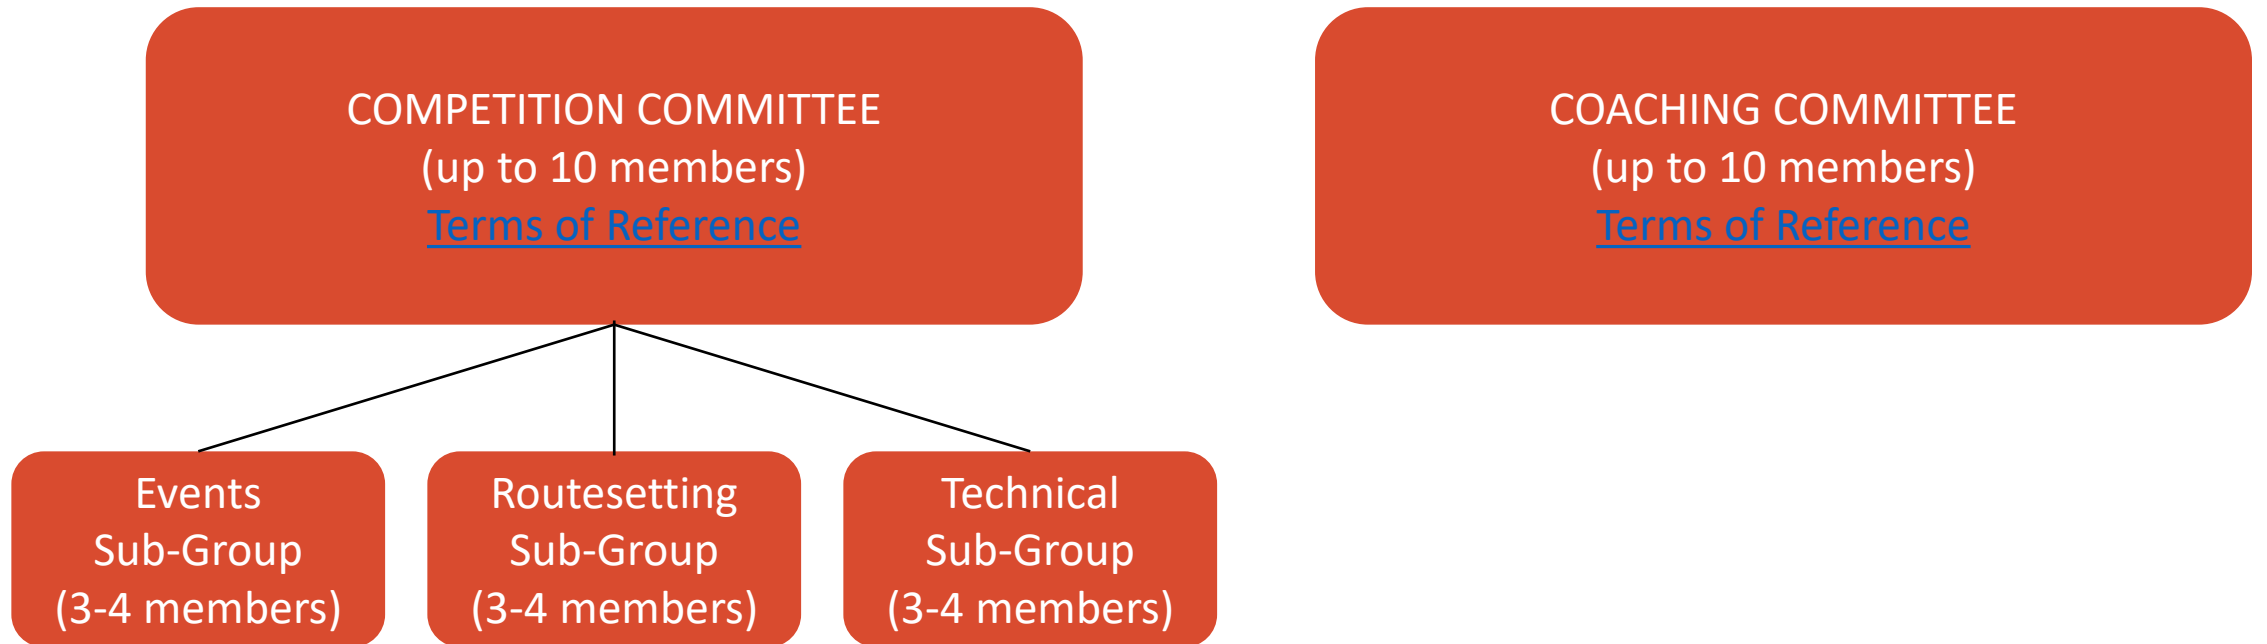 COMPETITION COMMITTEE
(up to 10 members)
Terms of Reference
COACHING COMMITTEE
(up to 10 members)
Terms of Reference
Events
Sub-Group
(3-4 members)
Routesetting
Sub-Group
(3-4 members)
Technical
Sub-Group
(3-4 members)